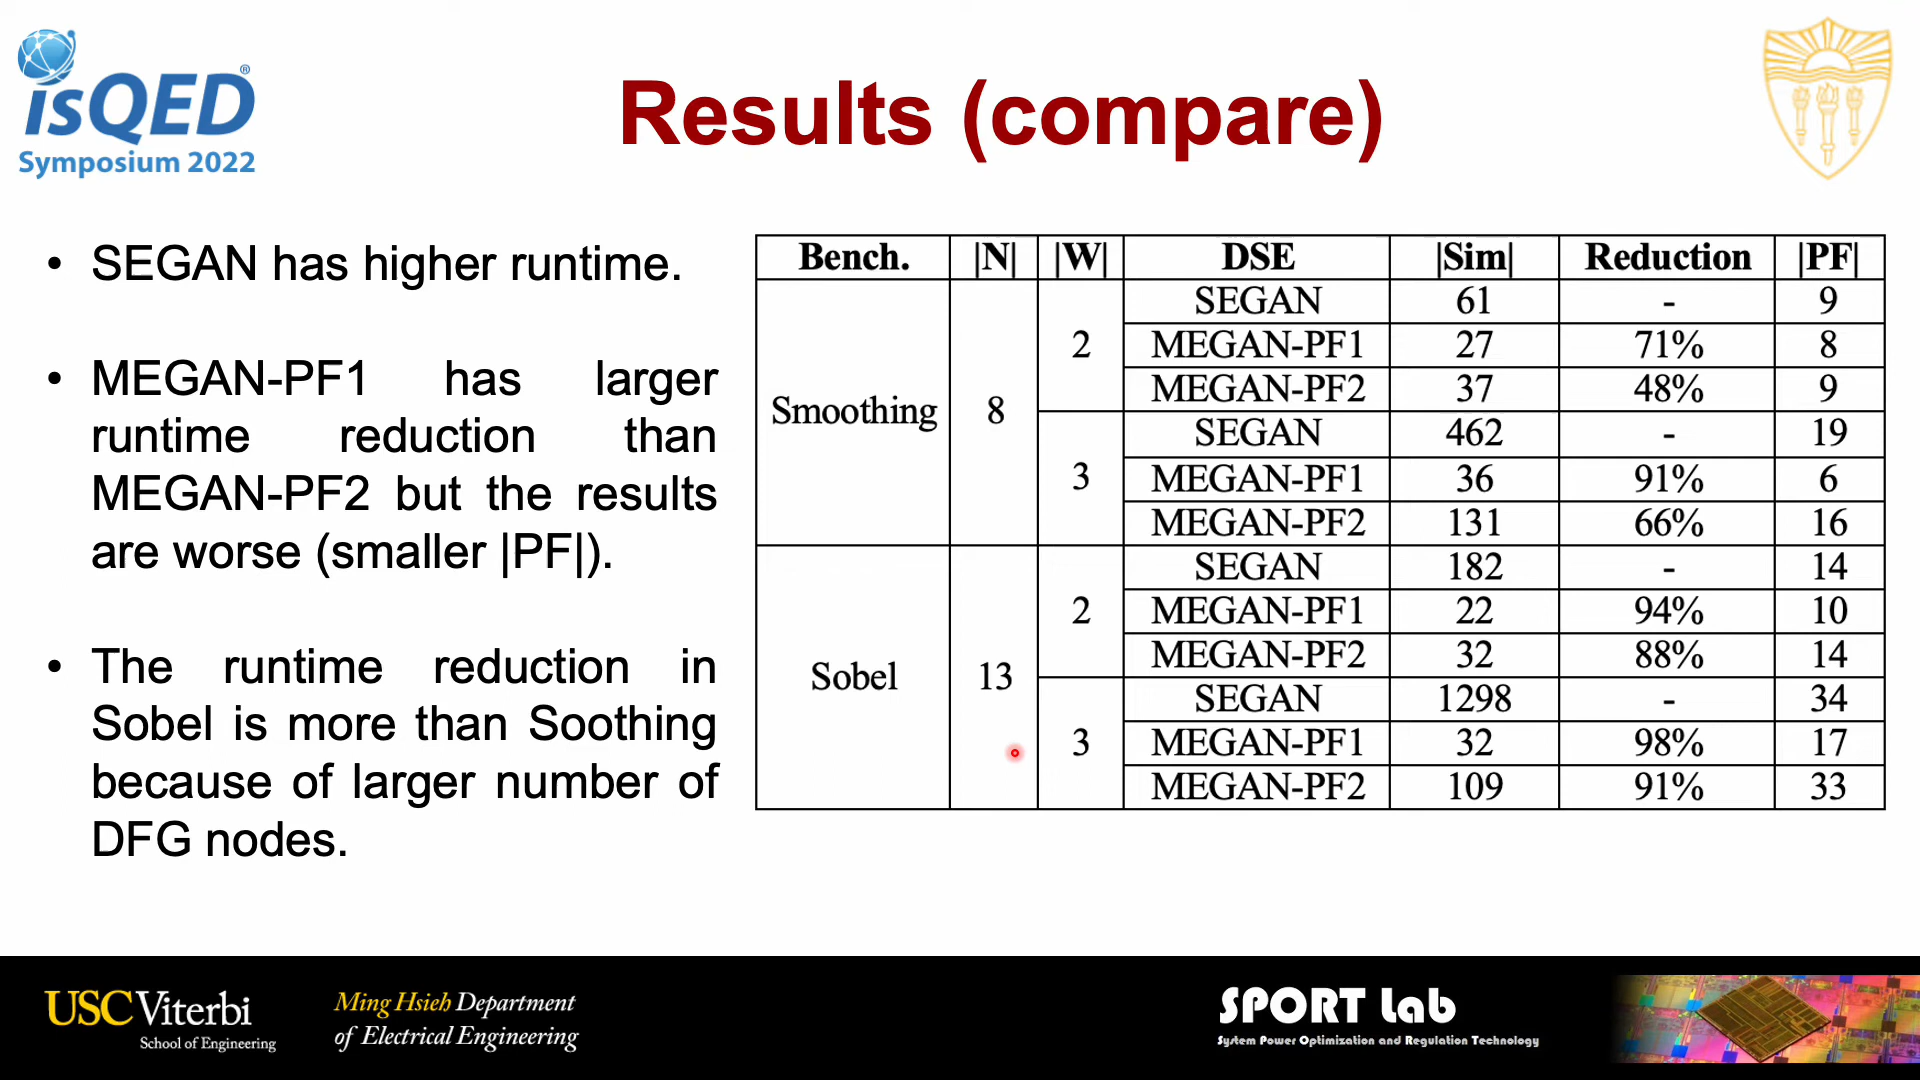 isQED®
Symposium 2022
Results (compare)
• SEGAN has higher runtime.
• MEGAN-PF1 has larger
runtime reduction than
MEGAN-PF2 but the results
are worse (smaller |PF|).
• The runtime reduction in
Sobel is more than Soothing
because of larger number of
DFG nodes.
Bench. |N| |W| DSE |Sim| Reduction |PF|
Smoothing 8 2 SEGAN 61 - 9
MEGAN-PF1 27 71% 8
MEGAN-PF2 37 48% 9
3 SEGAN 462 - 19
MEGAN-PF1 36 91% 6
MEGAN-PF2 131 66% 16
Sobel 13 2 SEGAN 182 - 14
MEGAN-PF1 22 94% 10
MEGAN-PF2 32 88% 14
3 SEGAN 1298 - 34
MEGAN-PF1 32 98% 17
MEGAN-PF2 109 91% 33
USC Viterbi
School of Engineering
Ming Hsieh Department
of Electrical Engineering
SPORT Lab
System Power Optimization and Regulation Technology